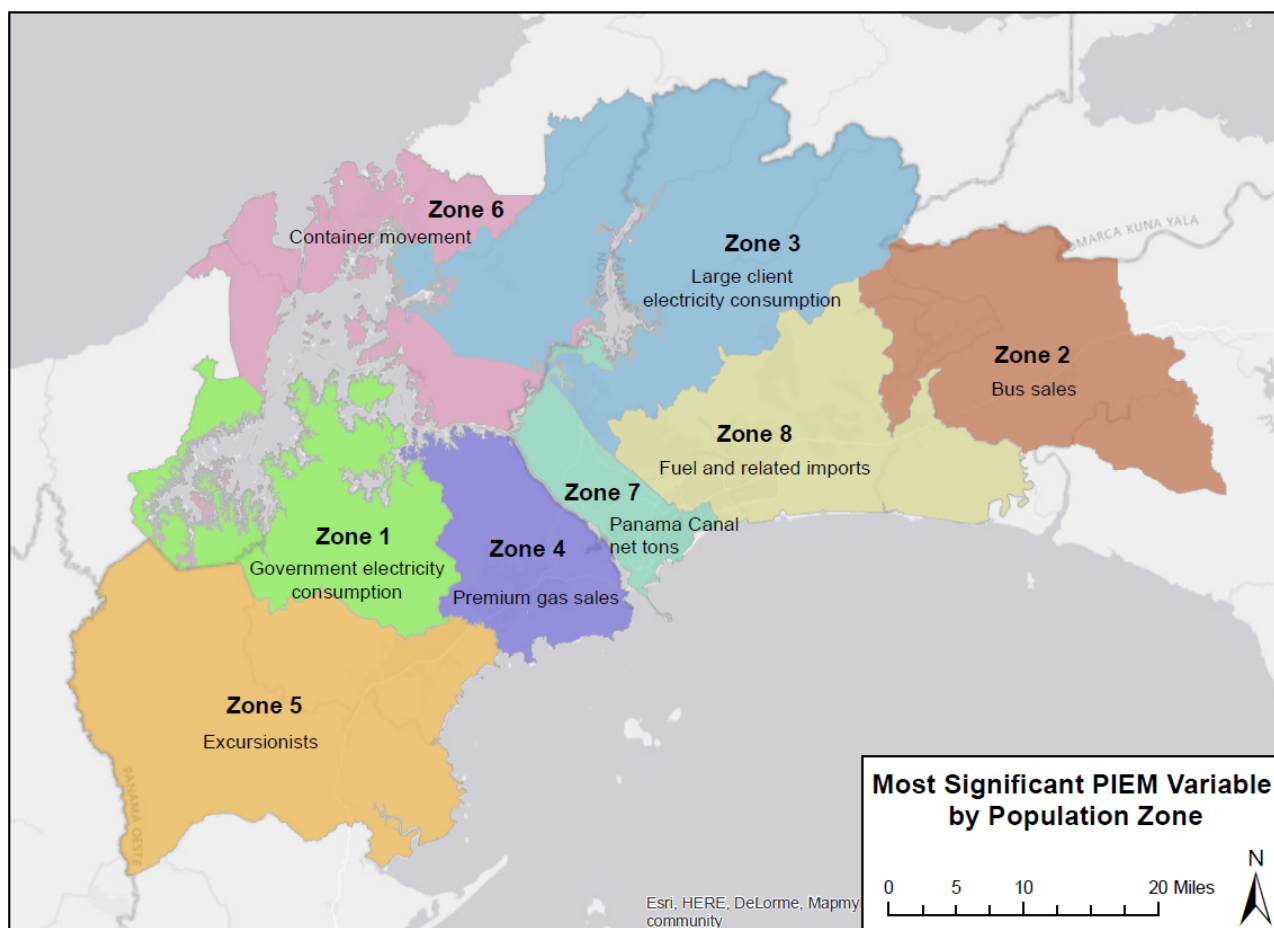 Zone 6
Container movement
Zone 3
Large client
electricity consumption
OMARCA KUNA YALA
Zone 2
Bus sales
Zone 8
Fuel and related imports
Zone 7
Panama Canal
net tons
Zone 1
Government electricity
consumption
Zone 4
Premium gas sales
Zone 5
Excursionists
PANAMÁ OESTE
Most Significant PIEM Variable
by Population Zone
N
0 5 10 20 Miles
Esri, HERE, DeLorme, Mapmy
community